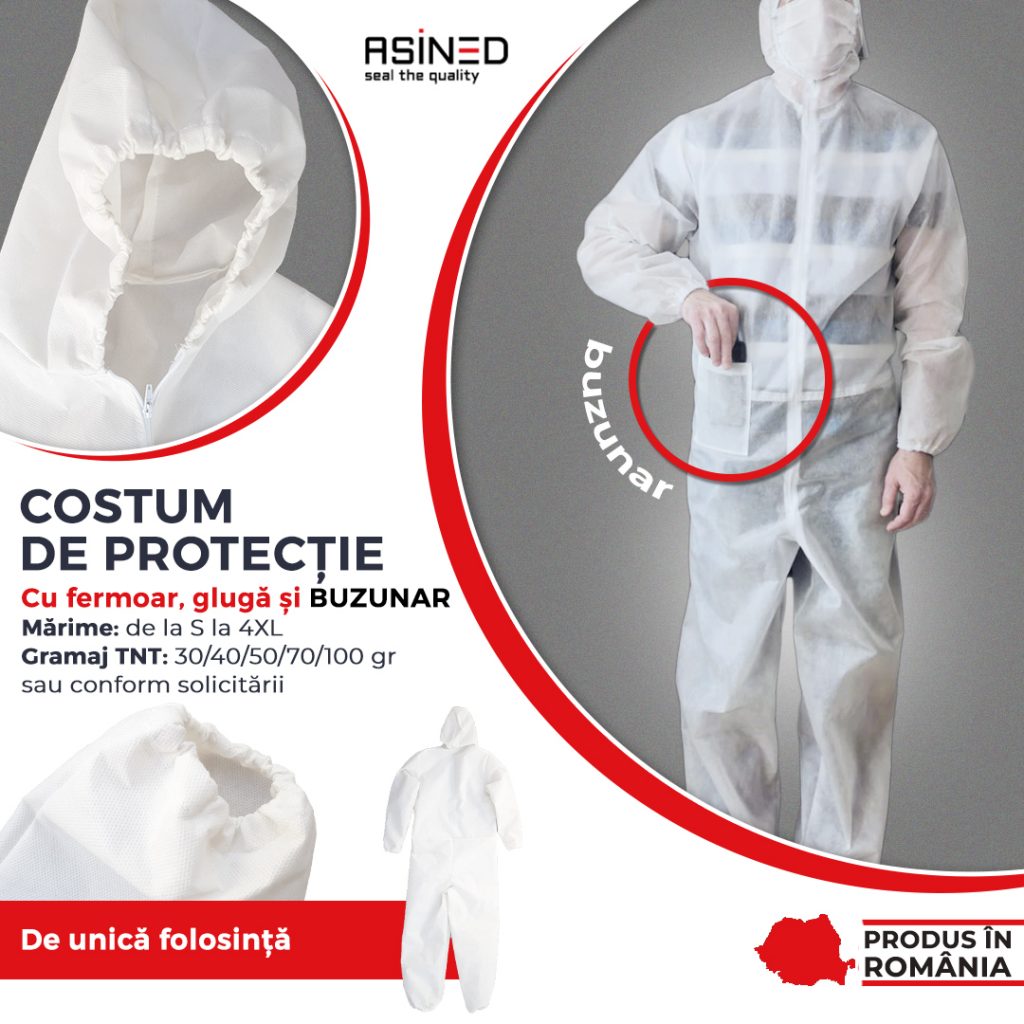 ASINED
seal the quality
buzunar
COSTUM
DE PROTECȚIE
Cu fermoar, glugă și BUZUNAR
Mărime: de la S la 4XL
Gramaj TNT: 30/40/50/70/100 gr
sau conform solicitării
De unică folosință
PRODUS ÎN
ROMÂNIA